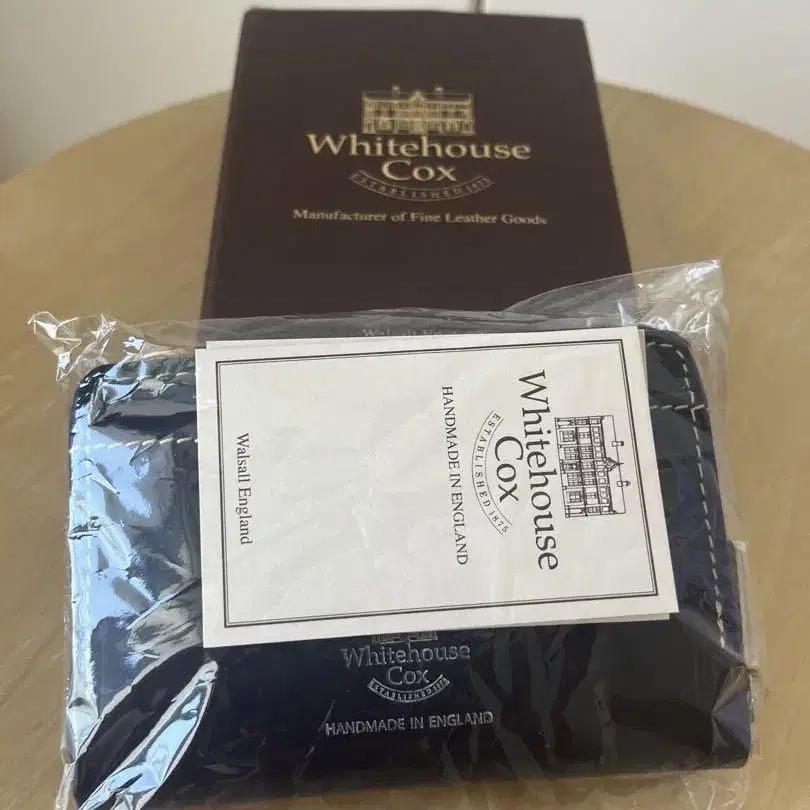 Whitehouse
Cox
ESTABLISHED 1875
Manufacturer of Fine Leather Goods
Whitehouse
Cox
ESTABLISHED 1875
HANDMADE IN ENGLAND
Walsall England
Whitehouse
Cox
ESTABLISHED 1875
HANDMADE IN ENGLAND